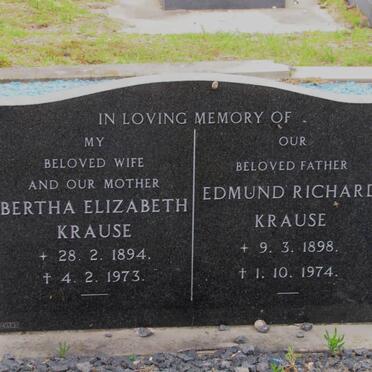 IN LOVING MEMORY OF
MY
BELOVED WIFE
AND OUR MOTHER
BERTHA ELIZABETH
KRAUSE
+ 28. 2. 1894.
† 4. 2. 1973.
OUR
BELOVED FATHER
EDMUND RICHARD
KRAUSE
+ 9. 3. 1898.
† 1. 10. 1974.